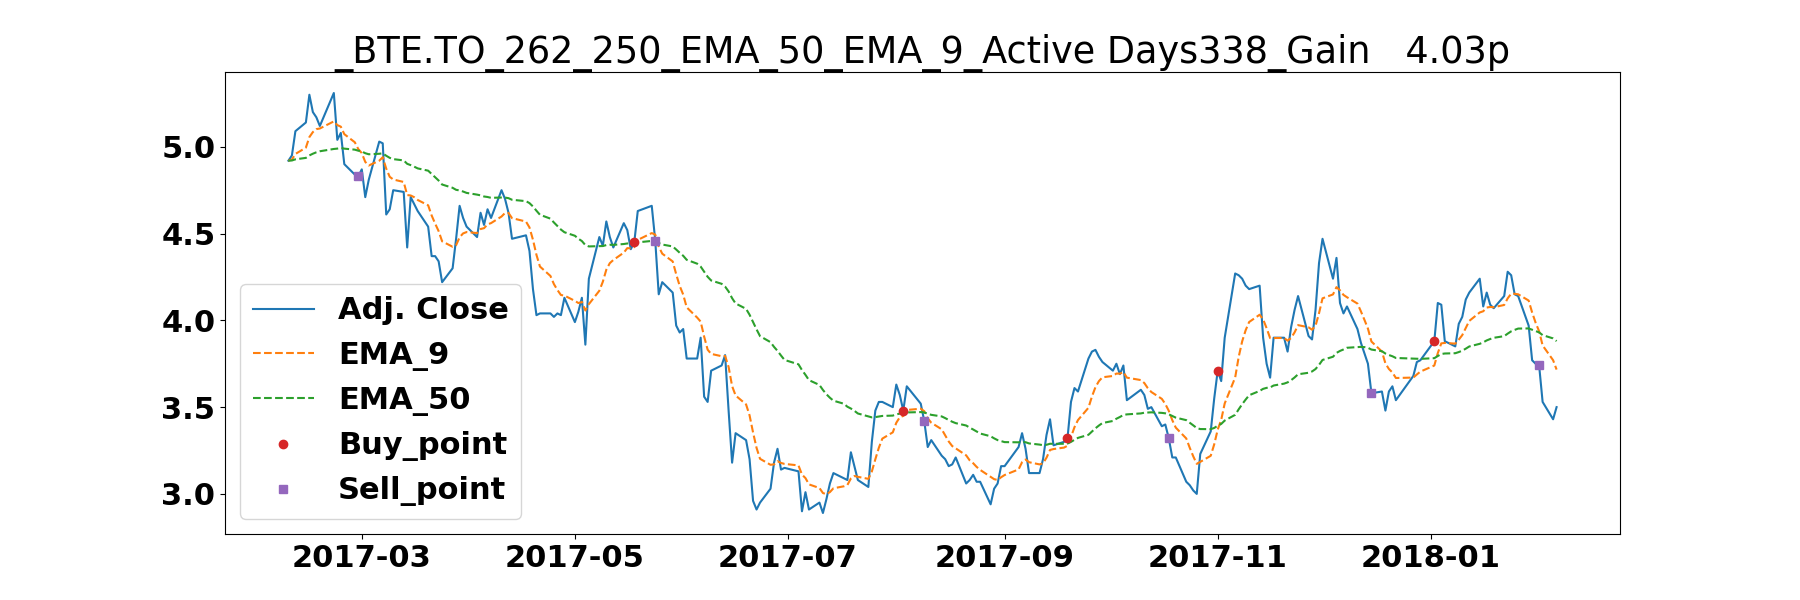 _BTE.TO_262_250_EMA_50_EMA_9_Active Days338_Gain   4.03p
5.0
4.5
4.0
3.5
3.0
Adj. Close
EMA_9
EMA_50
Buy_point
Sell_point
2017-03 2017-05 2017-07 2017-09 2017-11 2018-01